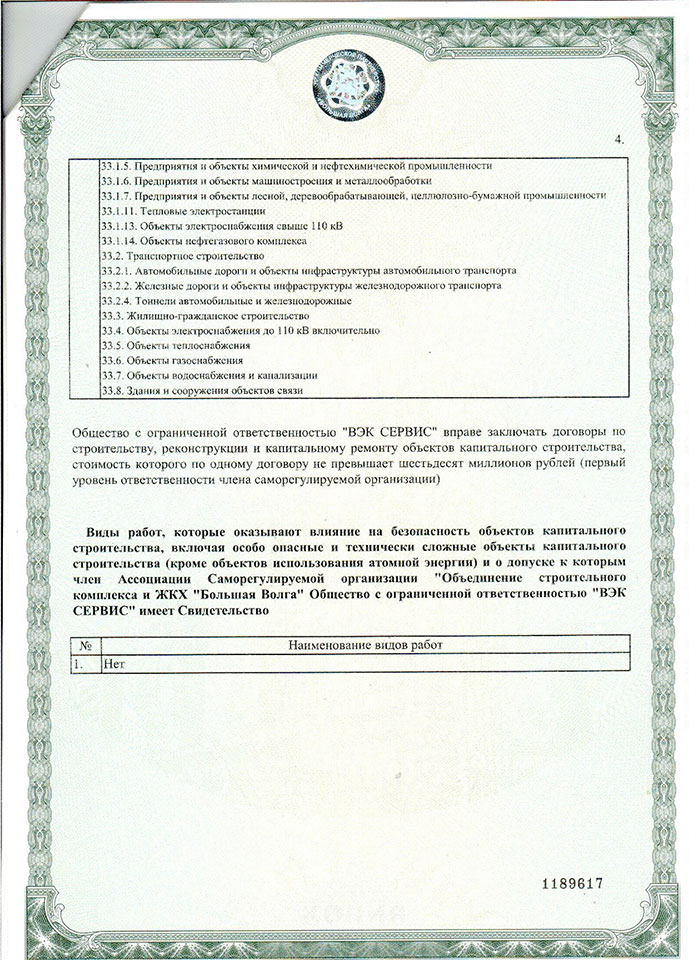 4.
33.1.5. Предприятия и объекты химической и нефтехимической промышленности
33.1.6. Предприятия и объекты машиностроения и металлообработки
33.1.7. Предприятия и объекты лесной, деревообрабатывающей, целлюлозно-бумажной промышленности
33.1.11. Тепловые электростанции
33.1.13. Объекты электроснабжения свыше 110 кВ
33.1.14. Объекты нефтегазового комплекса
33.2. Транспортное строительство
33.2.1. Автомобильные дороги и объекты инфраструктуры автомобильного транспорта
33.2.2. Железные дороги и объекты инфраструктуры железнодорожного транспорта
33.2.4. Тоннели автомобильные и железнодорожные
33.3. Жилищно-гражданское строительство
33.4. Объекты электроснабжения до 110 кВ включительно
33.5. Объекты теплоснабжения
33.6. Объекты газоснабжения
33.7. Объекты водоснабжения и канализации
33.8. Здания и сооружения объектов связи
Общество с ограниченной ответственностью "ВЭК СЕРВИС" вправе заключать договоры по
строительству, реконструкции и капитальному ремонту объектов капитального строительства,
стоимость которого по одному договору не превышает шестьдесят миллионов рублей (первый
уровень ответственности члена саморегулируемой организации)
Виды работ, которые оказывают влияние на безопасность объектов капитального
строительства, включая особо опасные и технически сложные объекты капитального
строительства (кроме объектов использования атомной энергии) и о допуске к которым
член Ассоциации Саморегулируемой организации "Объединение строительного
комплекса и ЖКХ "Большая Волга" Общество с ограниченной ответственностью "ВЭК
СЕРВИС" имеет Свидетельство
№ Наименование видов работ
1. Нет
1189617